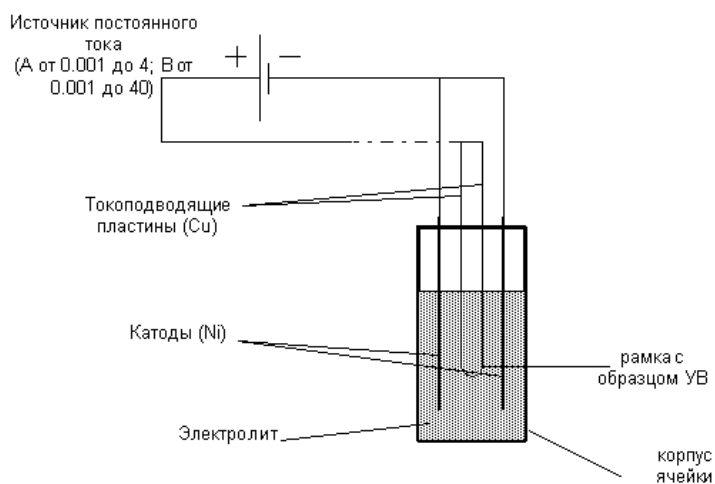 Источник постоянного
тока
(А от 0.001 до 4; В от
0.001 до 40)
+ −
Токоподводящие
пластины (Cu)
Катоды (Ni)
рамка с
образцом УВ
Электролит
корпус
ячейки